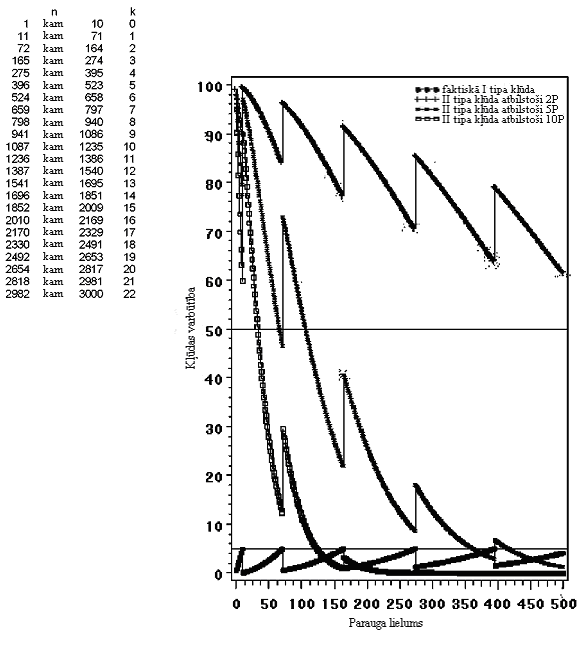 n k
1 kam 10 0
11 kam 71 1
72 kam 164 2
165 kam 274 3
275 kam 395 4
396 kam 523 5
524 kam 658 6
659 kam 797 7
798 kam 940 8
941 kam 1086 9
1087 kam 1235 10
1236 kam 1386 11
1387 kam 1540 12
1541 kam 1695 13
1696 kam 1851 14
1852 kam 2009 15
2010 kam 2169 16
2170 kam 2329 17
2330 kam 2491 18
2492 kam 2653 19
2654 kam 2817 20
2818 kam 2981 21
2982 kam 3000 22
faktiskā I tipa kļūda
II tipa kļūda atbilstoši 2P
II tipa kļūda atbilstoši 5P
II tipa kļūda atbilstoši 10P
Kļūdas varbūtība
100
90
80
70
60
50
40
30
20
10
0
0 50 100 150 200 250 300 350 400 450 500
Parauga lielums